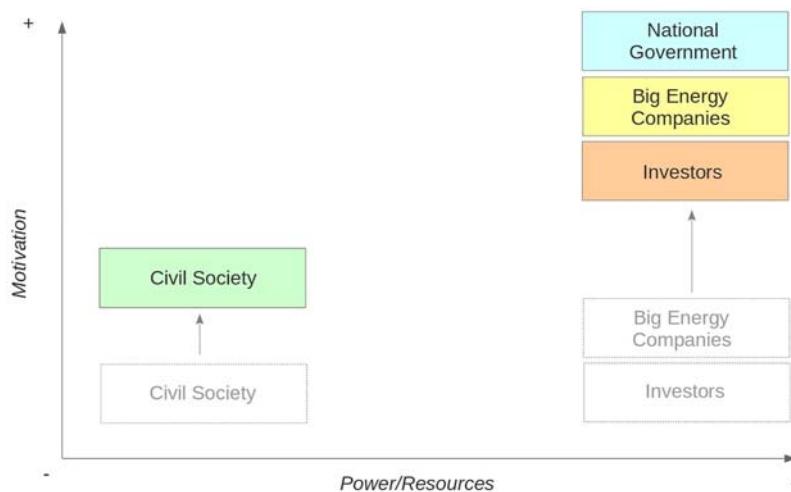 +
National
Government
Big Energy
Companies
Investors
Motivation
Civil Society
Big Energy
Companies
Civil Society
Investors
-
Power/Resources